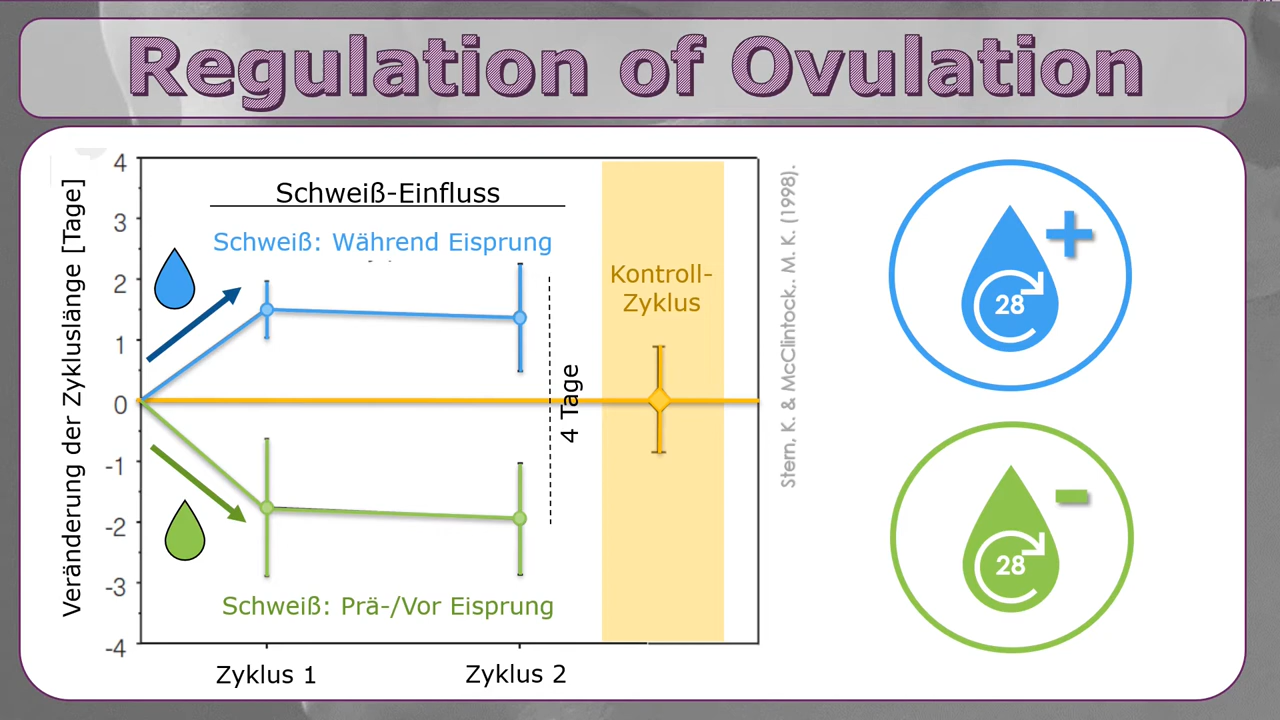 Regulation of Ovulation
Veränderung der Zykluslänge [Tage]
4
3
2
1
0
-1
-2
-3
-4
Schweiß-Einfluss
Schweiß: Während Eisprung
Kontroll-
Zyklus
4 Tage
Schweiß: Prä-/Vor Eisprung
Zyklus 1
Zyklus 2
Stern, K. & McClintock,. M. K. (1998).
+
28
-
28